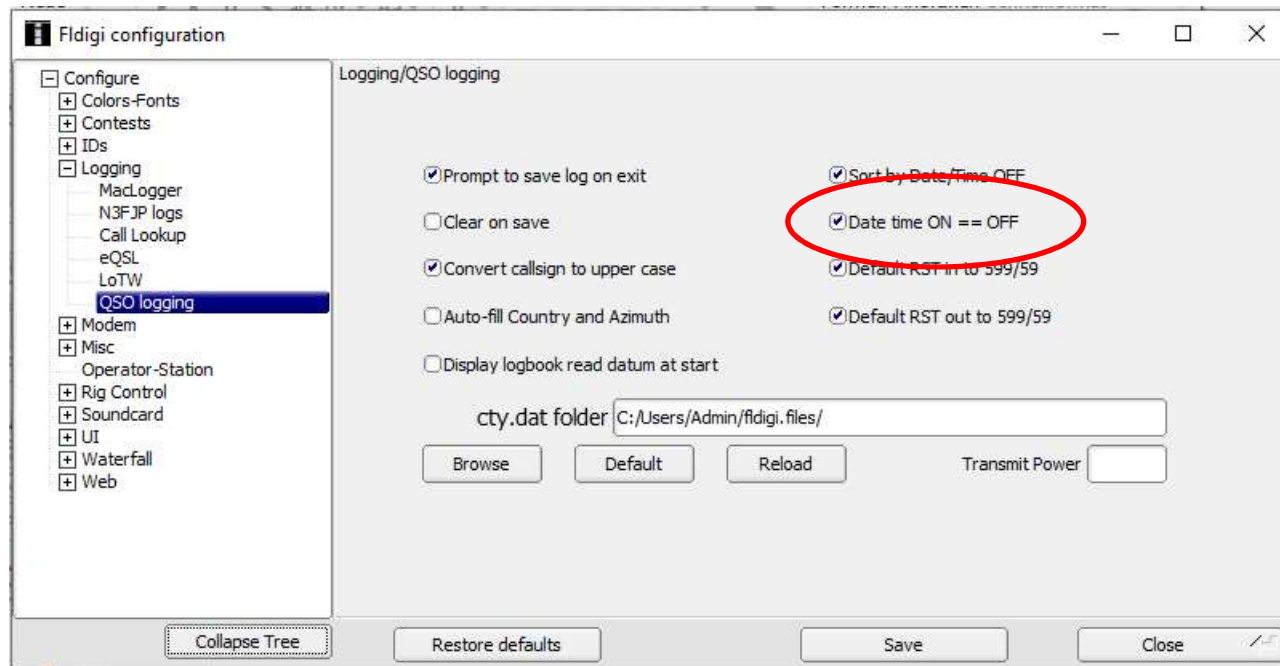 Fldigi configuration
Configure
Colors-Fonts
Contests
IDs
Logging
MacLogger
N3FJP logs
Call Lookup
eQSL
LoTW
QSO logging
Modem
Misc
Operator-Station
Rig Control
Soundcard
UI
Waterfall
Web
Collapse Tree
Logging/QSO logging
Prompt to save log on exit
Sort by Date/Time OFF
Clear on save
Date time ON == OFF
Convert callsign to upper case
Default RST in to 599/59
Auto-fill Country and Azimuth
Default RST out to 599/59
Display logbook read datum at start
cty.dat folder C:/Users/Admin/fldigi.files/
Browse Default Reload Transmit Power
Restore defaults Save Close